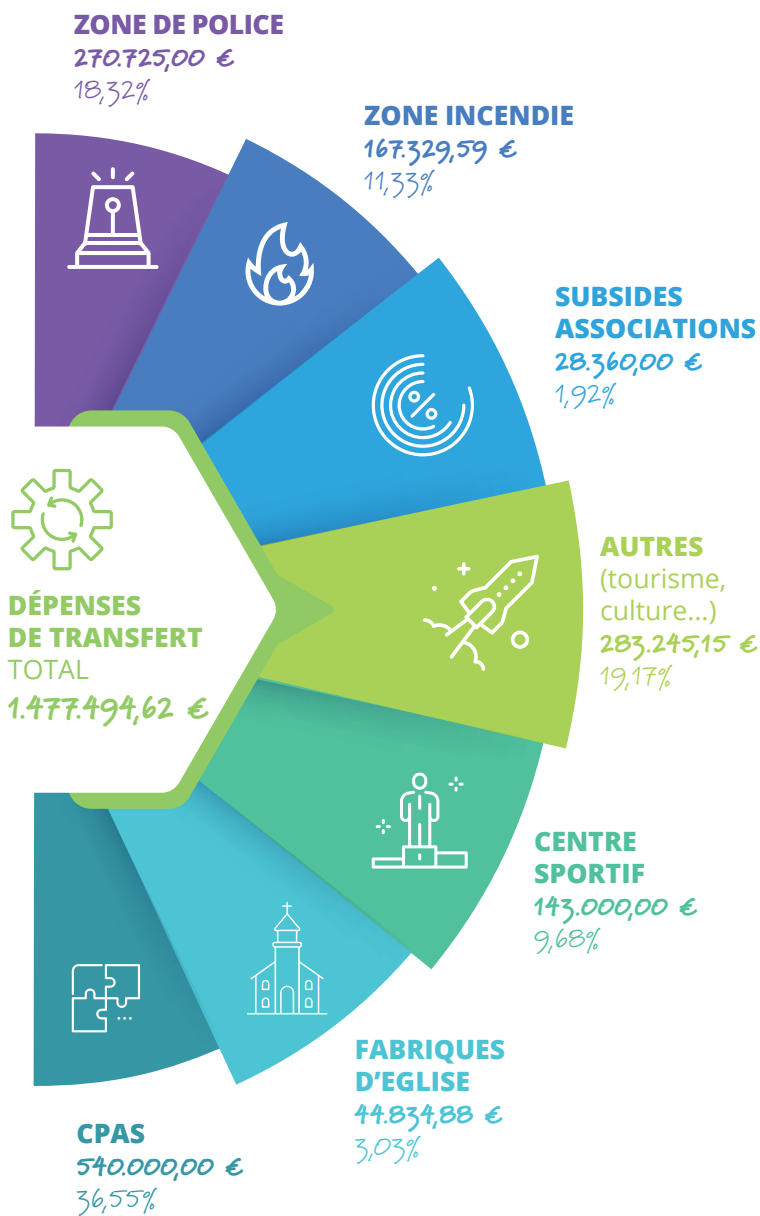 ZONE DE POLICE
270.725,00 €
18,32%
ZONE INCENDIE
167.329,59 €
11,33%
SUBSIDES
ASSOCIATIONS
28.360,00 €
1,92%
AUTRES
(tourisme,
culture...)
283.245,15 €
19,17%
DÉPENSES
DE TRANSFERT
TOTAL
1.477.494,62 €
CENTRE
SPORTIF
143.000,00 €
9,68%
FABRIQUES
D'EGLISE
44.834,88 €
3,03%
CPAS
540.000,00 €
36,55%